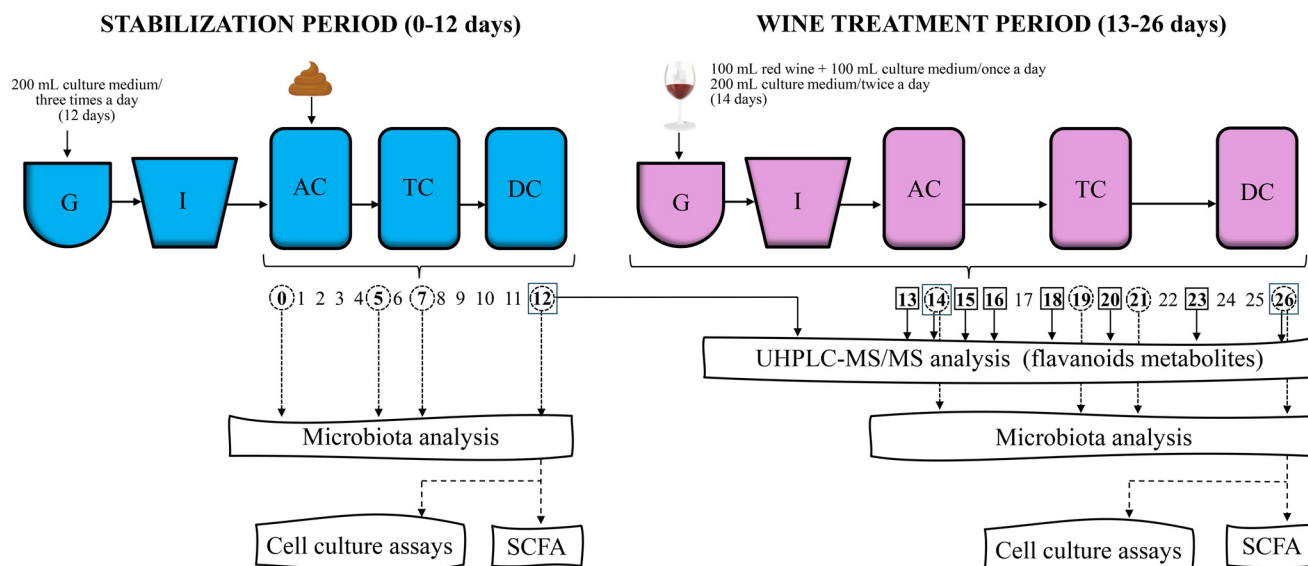 STABILIZATION PERIOD (0-12 days)
200 mL culture medium/
three times a day
(12 days)
G
I
AC
TC
DC
0 1 2 3 4 5 6 7 8 9 10 11 12
Microbiota analysis
Cell culture assays
SCFA
WINE TREATMENT PERIOD (13-26 days)
100 mL red wine + 100 mL culture medium/once a day
200 mL culture medium/twice a day
(14 days)
G
I
AC
TC
DC
13 14 15 16 17 18 19 20 21 22 23 24 25 26
UHPLC-MS/MS analysis (flavanoids metabolites)
Microbiota analysis
Cell culture assays
SCFA